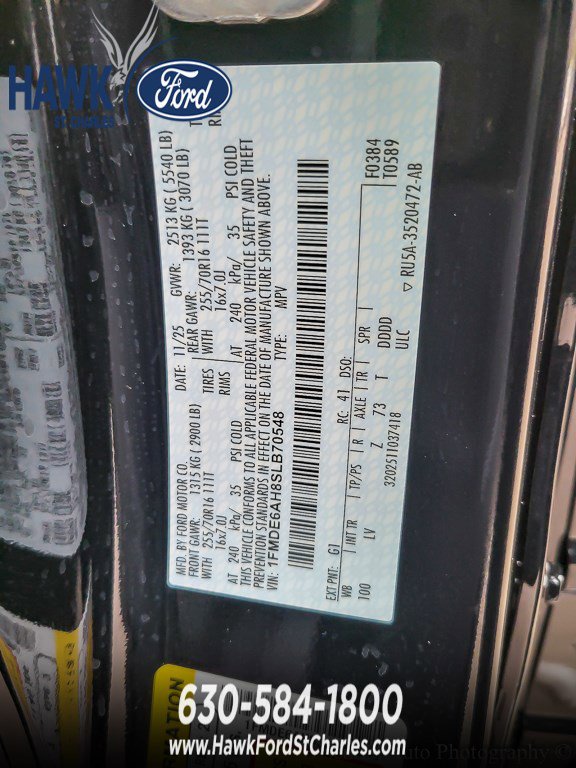 HAWK
ST CHARLES
Ford
MFD. BY FORD MOTOR CO. DATE: 11/25 GVWR: 2513 KG ( 5540 LB)
FRONT GAWR: 1315 KG ( 2900 LB) REAR GAWR: 1393 KG ( 3070 LB)
WITH 255/70R16 111T TIRES WITH 255/70R16 111T
16x7.0J RIMS 16x7.0J
AT 240 kPa/ 35 PSI COLD AT 240 kPa/ 35 PSI COLD
THIS VEHICLE CONFORMS TO ALL APPLICABLE FEDERAL MOTOR VEHICLE SAFETY AND THEFT
PREVENTION STANDARDS IN EFFECT ON THE DATE OF MANUFACTURE SHOWN ABOVE.
VIN: 1FMDE6AH8SLB70548 TYPE: MPV
F0384
T0589
EXT PNT: G1 RC: 41 DSO:
WB INT TR TP/PS R AXLE TR SPR
100 LV Z 73 T DDDD
3202511037418 ULC
▽ RU5A-3520472-AB
630-584-1800
www.HawkFordStCharles.com
Photography ©